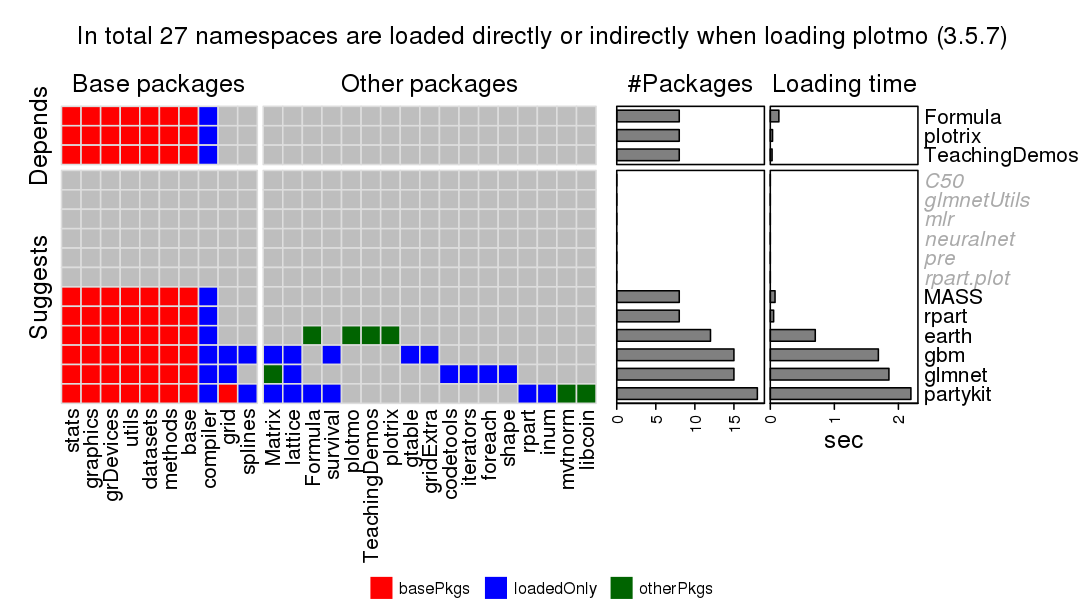 In total 27 namespaces are loaded directly or indirectly when loading plotmo (3.5.7)
Base packages
Other packages
#Packages
Loading time
Depends
Suggests
Formula
plotrix
TeachingDemos
C50
glmnetUtils
mlr
neuralnet
pre
rpart.plot
MASS
rpart
earth
gbm
glmnet
partykit
stats
graphics
grDevices
utils
datasets
methods
base
compiler
grid
splines
Matrix
lattice
Formula
survival
plotmo
TeachingDemos
plotrix
gtable
gridExtra
codetools
iterators
foreach
shape
rpart
inum
mvtnorm
libcoin
0 5 10 15
0 1 2
sec
basePkgs
loadedOnly
otherPkgs